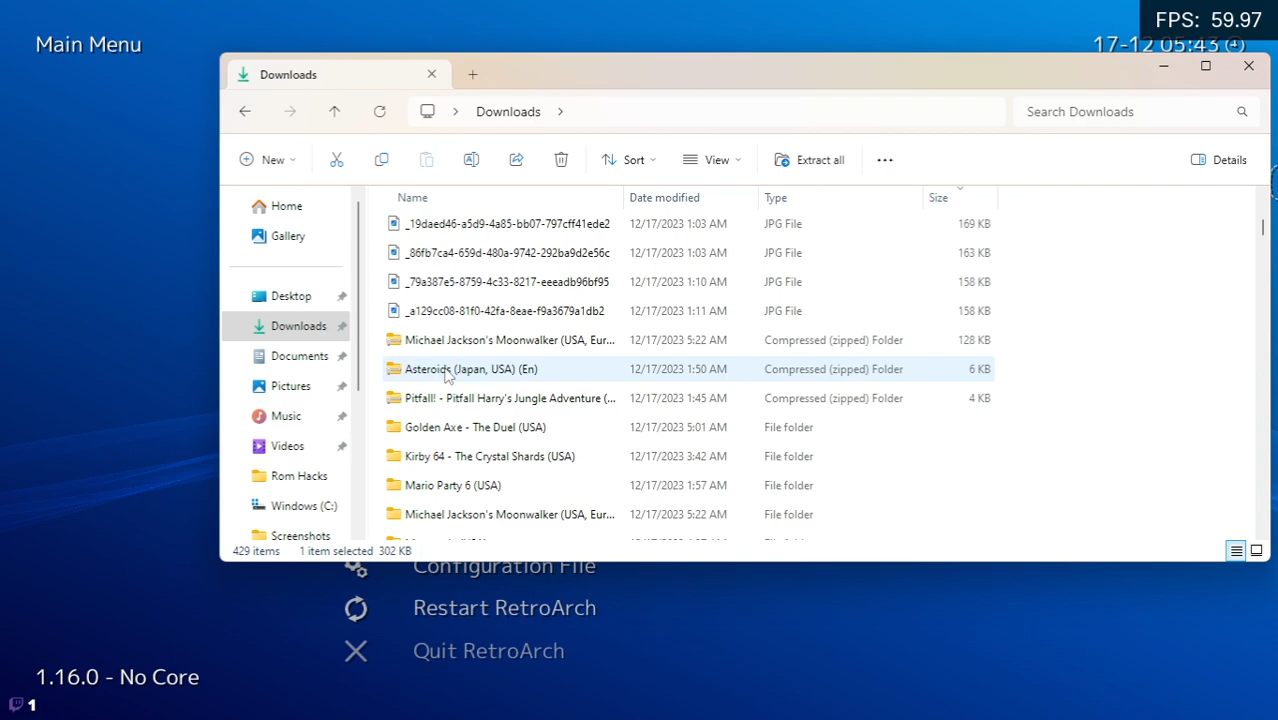 FPS: 59.97
Main Menu
17-12 05:43
Downloads
Downloads
Search Downloads
New
Sort
View
Extract all
Details
Name Date modified Type Size
_19daed46-a5d9-4a85-bb07-797cff41ede2 12/17/2023 1:03 AM JPG File 169 KB
_86fb7ca4-659d-480a-9742-292ba9d2e56c 12/17/2023 1:03 AM JPG File 163 KB
_79a387e5-8759-4c33-8217-eeeadb96bf95 12/17/2023 1:10 AM JPG File 158 KB
_a129cc08-81f0-42fa-8eae-f9a3679a1db2 12/17/2023 1:11 AM JPG File 158 KB
Michael Jackson's Moonwalker (USA, Eur... 12/17/2023 5:22 AM Compressed (zipped) Folder 128 KB
Asteroids (Japan, USA) (En) 12/17/2023 1:50 AM Compressed (zipped) Folder 6 KB
Pitfall! - Pitfall Harry's Jungle Adventure (... 12/17/2023 1:45 AM Compressed (zipped) Folder 4 KB
Golden Axe - The Duel (USA) 12/17/2023 5:01 AM File folder
Kirby 64 - The Crystal Shards (USA) 12/17/2023 3:42 AM File folder
Mario Party 6 (USA) 12/17/2023 1:57 AM File folder
Michael Jackson's Moonwalker (USA, Eur... 12/17/2023 5:22 AM File folder
Home
Gallery
Desktop
Downloads
Documents
Pictures
Music
Videos
Rom Hacks
Windows (C:)
Screenshots
429 items 1 item selected 302 KB
Configuration File
Restart RetroArch
Quit RetroArch
1.16.0 - No Core
1